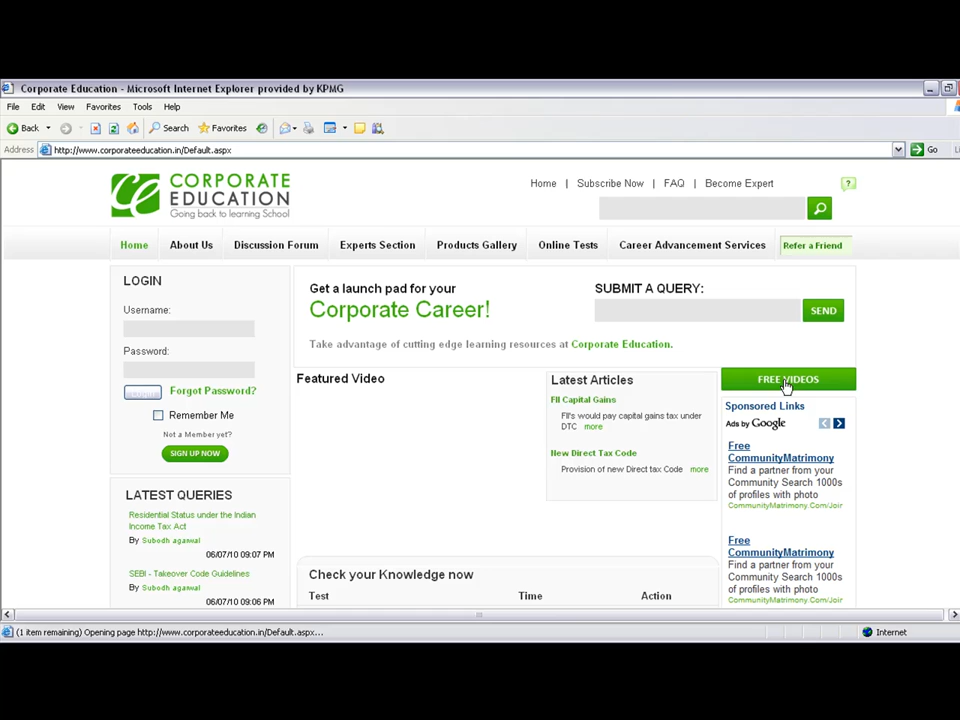 Corporate Education - Microsoft Internet Explorer provided by KPMG
File Edit View Favorites Tools Help
Back Search Favorites
Address http://www.corporateeducation.in/Default.aspx Go
CORPORATE
EDUCATION
Going back to learning School
Home | Subscribe Now | FAQ | Become Expert ?
Home About Us Discussion Forum Experts Section Products Gallery Online Tests Career Advancement Services Refer a Friend
LOGIN
Username:
Password:
Forgot Password?
Remember Me
Not a Member yet?
SIGN UP NOW
LATEST QUERIES
Residential Status under the Indian
Income Tax Act
By Subodh agarwal
06/07/10 09:07 PM
SEBI - Takeover Code Guidelines
By Subodh agarwal
06/07/10 09:06 PM
Get a launch pad for your
Corporate Career!
SUBMIT A QUERY:
SEND
Take advantage of cutting edge learning resources at Corporate Education.
Featured Video
Latest Articles
FII Capital Gains
FII's would pay capital gains tax under
DTC more
New Direct Tax Code
Provision of new Direct tax Code more
Check your Knowledge now
Test Time Action
FREE VIDEOS
Sponsored Links
Ads by Google
Free
CommunityMatrimony
Find a partner from your
Community Search 1000s
of profiles with photo
CommunityMatrimony.Com/Join
Free
CommunityMatrimony
Find a partner from your
Community Search 1000s
of profiles with photo
CommunityMatrimony.Com/Join
(1 item remaining) Opening page http://www.corporateeducation.in/Default.aspx...
Internet